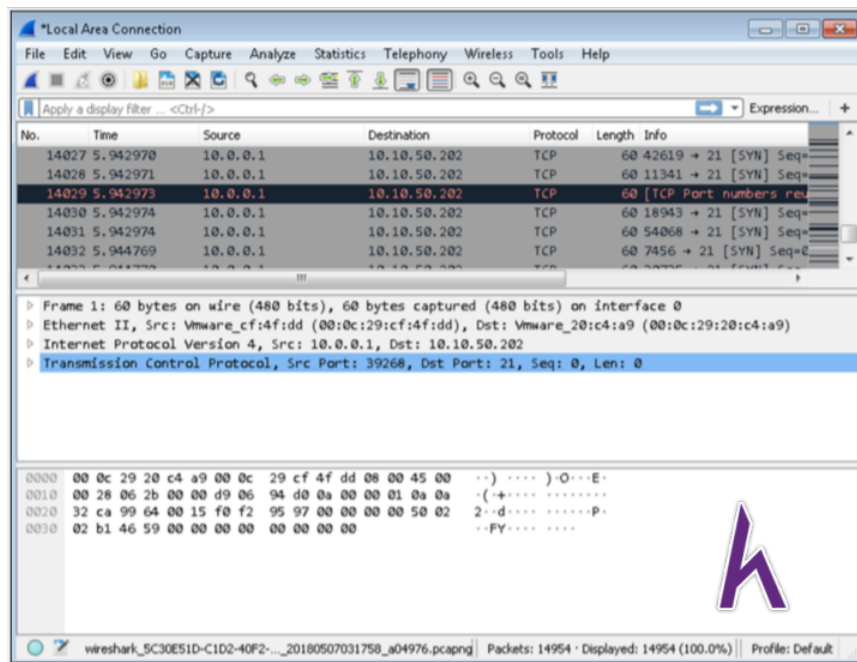 *Local Area Connection
File Edit View Go Capture Analyze Statistics Telephony Wireless Tools Help
Apply a display filter ... <Ctrl-/> Expression... +
No. Time Source Destination Protocol Length Info
14027 5.942970 10.0.0.1 10.10.50.202 TCP 60 42619 → 21 [SYN] Seq=
14028 5.942971 10.0.0.1 10.10.50.202 TCP 60 11341 → 21 [SYN] Seq=
14029 5.942973 10.0.0.1 10.10.50.202 TCP 60 [TCP Port numbers reu
14030 5.942974 10.0.0.1 10.10.50.202 TCP 60 18943 → 21 [SYN] Seq=
14031 5.942974 10.0.0.1 10.10.50.202 TCP 60 54068 → 21 [SYN] Seq=
14032 5.944769 10.0.0.1 10.10.50.202 TCP 60 7456 → 21 [SYN] Seq=0
Frame 1: 60 bytes on wire (480 bits), 60 bytes captured (480 bits) on interface 0
Ethernet II, Src: Vmware_cf:4f:dd (00:0c:29:cf:4f:dd), Dst: Vmware_20:c4:a9 (00:0c:29:20:c4:a9)
Internet Protocol Version 4, Src: 10.0.0.1, Dst: 10.10.50.202
Transmission Control Protocol, Src Port: 39268, Dst Port: 21, Seq: 0, Len: 0
0000 00 0c 29 20 c4 a9 00 0c 29 cf 4f dd 08 00 45 00 ··) ···· )·O···E·
0010 00 28 06 2b 00 00 d9 06 94 d0 0a 00 00 01 0a 0a ·(·+···· ········
0020 32 ca 99 64 00 15 f0 f2 95 97 00 00 00 00 50 02 2··d···· ······P·
0030 02 b1 46 59 00 00 00 00 00 00 00 00 ··FY···· ····
wireshark_5C30E51D-C1D2-40F2-..._20180507031758_a04976.pcapng Packets: 14954 · Displayed: 14954 (100.0%) Profile: Default